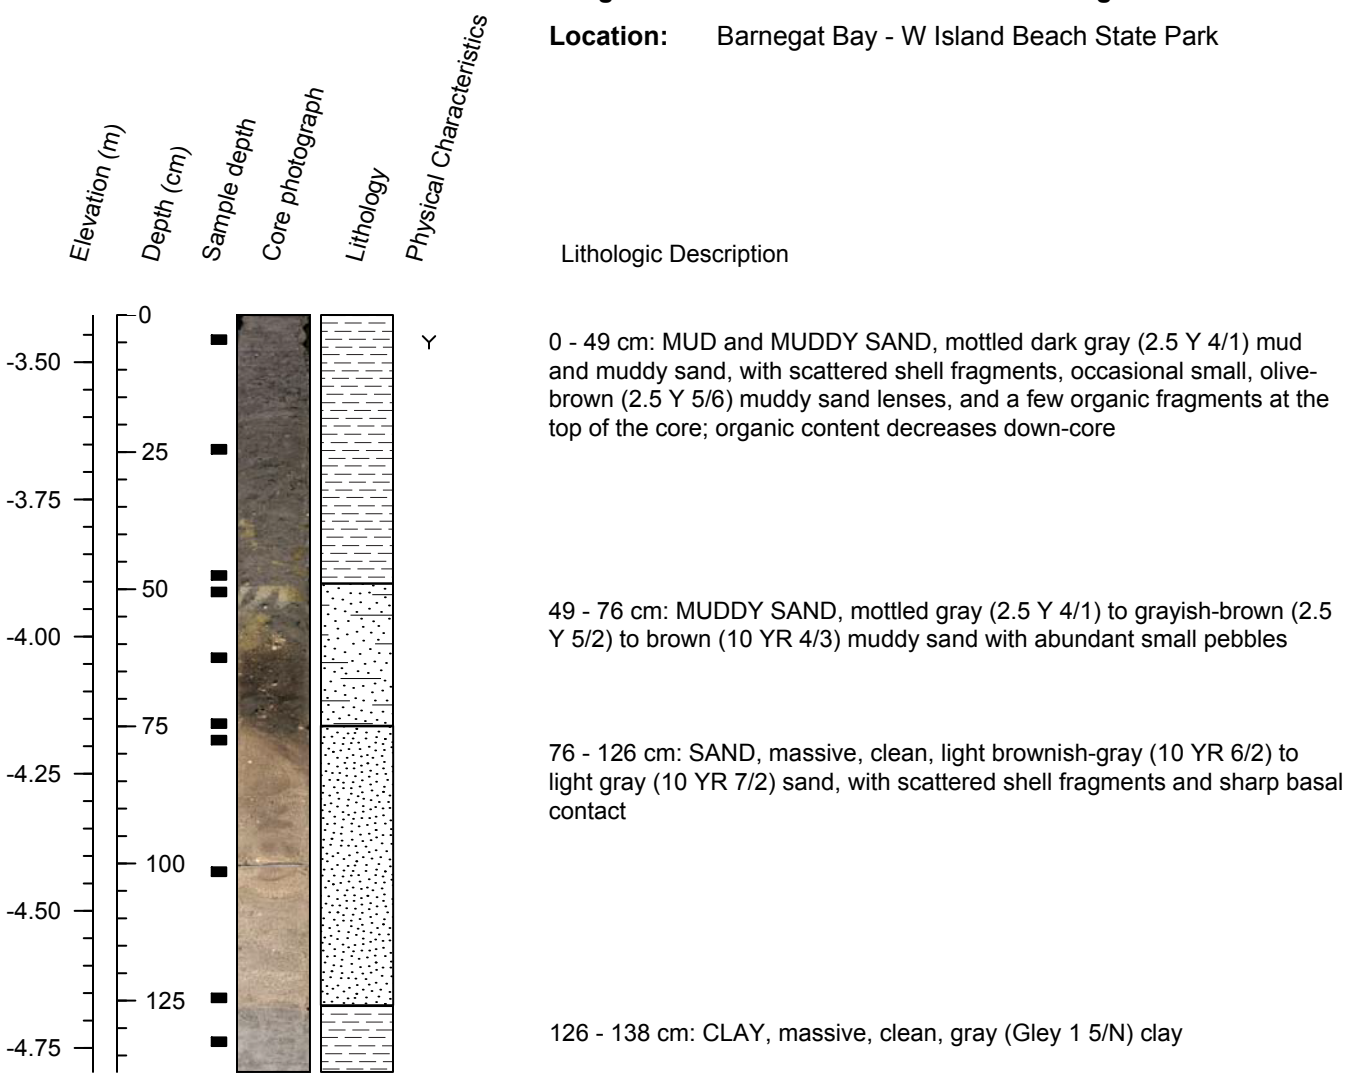 Location: Barnegat Bay - W Island Beach State Park
Elevation (m)
Depth (cm)
Sample depth
Core photograph
Lithology
Physical Characteristics
Lithologic Description
0
25
50
75
100
125
-3.50
-3.75
-4.00
-4.25
-4.50
-4.75
0 - 49 cm: MUD and MUDDY SAND, mottled dark gray (2.5 Y 4/1) mud
and muddy sand, with scattered shell fragments, occasional small, olive-
brown (2.5 Y 5/6) muddy sand lenses, and a few organic fragments at the
top of the core; organic content decreases down-core
49 - 76 cm: MUDDY SAND, mottled gray (2.5 Y 4/1) to grayish-brown (2.5
Y 5/2) to brown (10 YR 4/3) muddy sand with abundant small pebbles
76 - 126 cm: SAND, massive, clean, light brownish-gray (10 YR 6/2) to
light gray (10 YR 7/2) sand, with scattered shell fragments and sharp basal
contact
126 - 138 cm: CLAY, massive, clean, gray (Gley 1 5/N) clay